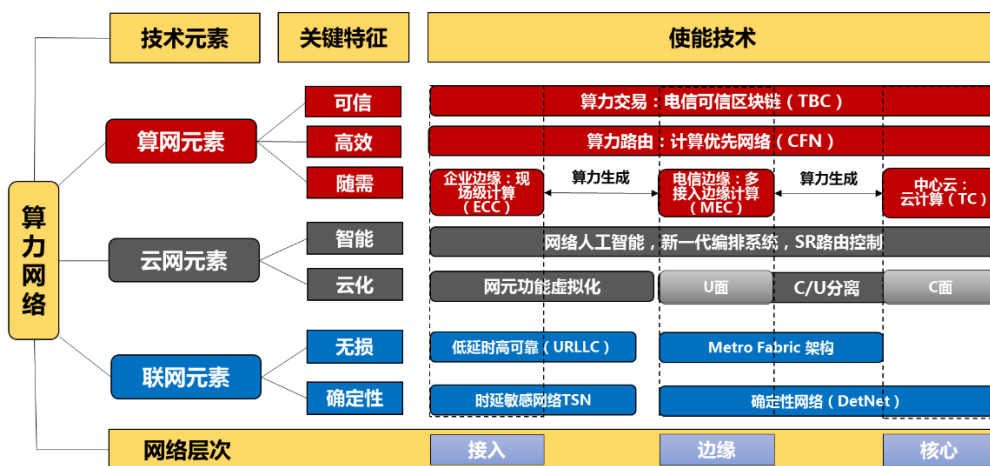 技术元素
关键特征
使能技术
算力网络
算网元素
可信
算力交易：电信可信区块链（TBC）
高效
算力路由：计算优先网络（CFN）
随需
企业边缘：现
场级计算
（ECC）
算力生成
电信边缘：多
接入边缘计算
（MEC）
算力生成
中心云：
云计算（TC）
云网元素
智能
网络人工智能，新一代编排系统，SR路由控制
云化
网元功能虚拟化
U面
C/U分离
C面
联网元素
无损
低延时高可靠（URLLC）
Metro Fabric 架构
确定性
时延敏感网络TSN
确定性网络（DetNet）
网络层次
接入
边缘
核心